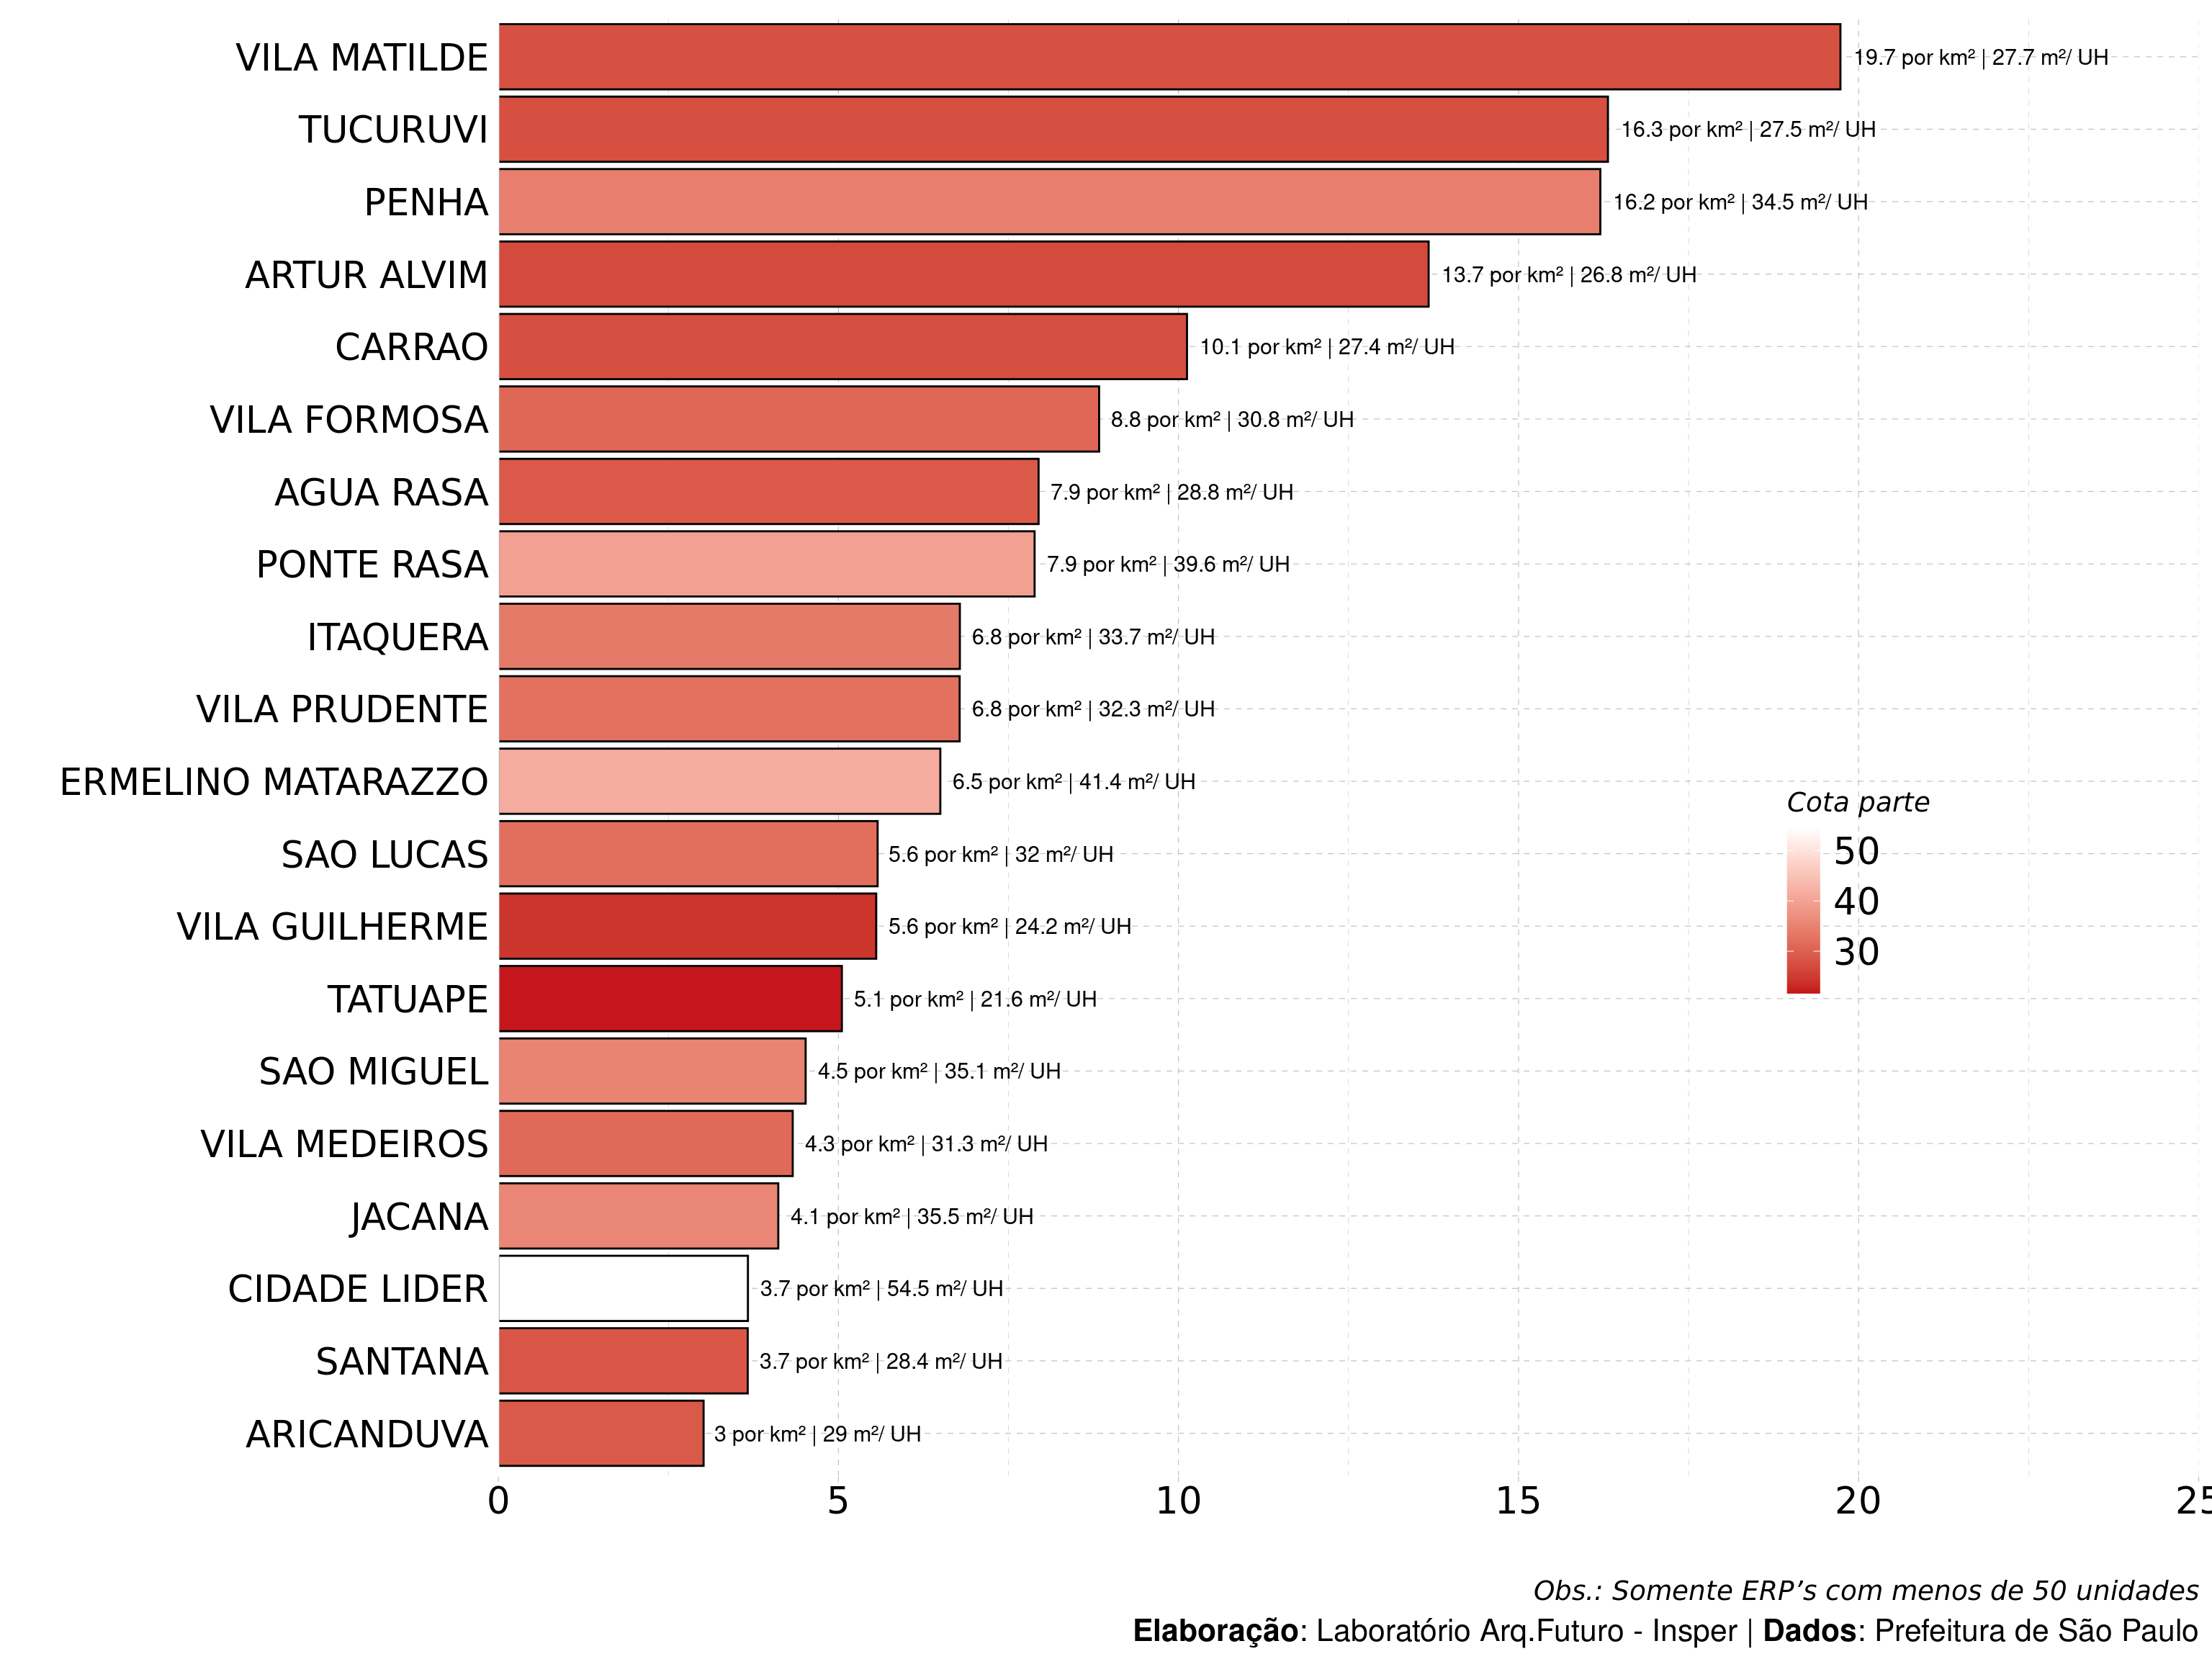 VILA MATILDE 19.7 por km² | 27.7 m²/ UH
TUCURUVI 16.3 por km² | 27.5 m²/ UH
PENHA 16.2 por km² | 34.5 m²/ UH
ARTUR ALVIM 13.7 por km² | 26.8 m²/ UH
CARRAO 10.1 por km² | 27.4 m²/ UH
VILA FORMOSA 8.8 por km² | 30.8 m²/ UH
AGUA RASA 7.9 por km² | 28.8 m²/ UH
PONTE RASA 7.9 por km² | 39.6 m²/ UH
ITAQUERA 6.8 por km² | 33.7 m²/ UH
VILA PRUDENTE 6.8 por km² | 32.3 m²/ UH
ERMELINO MATARAZZO 6.5 por km² | 41.4 m²/ UH
SAO LUCAS 5.6 por km² | 32 m²/ UH
VILA GUILHERME 5.6 por km² | 24.2 m²/ UH
TATUAPE 5.1 por km² | 21.6 m²/ UH
SAO MIGUEL 4.5 por km² | 35.1 m²/ UH
VILA MEDEIROS 4.3 por km² | 31.3 m²/ UH
JACANA 4.1 por km² | 35.5 m²/ UH
CIDADE LIDER 3.7 por km² | 54.5 m²/ UH
SANTANA 3.7 por km² | 28.4 m²/ UH
ARICANDUVA 3 por km² | 29 m²/ UH
Cota parte
50
40
30
0 5 10 15 20 25
Obs.: Somente ERP’s com menos de 50 unidades
Elaboração: Laboratório Arq.Futuro - Insper | Dados: Prefeitura de São Paulo